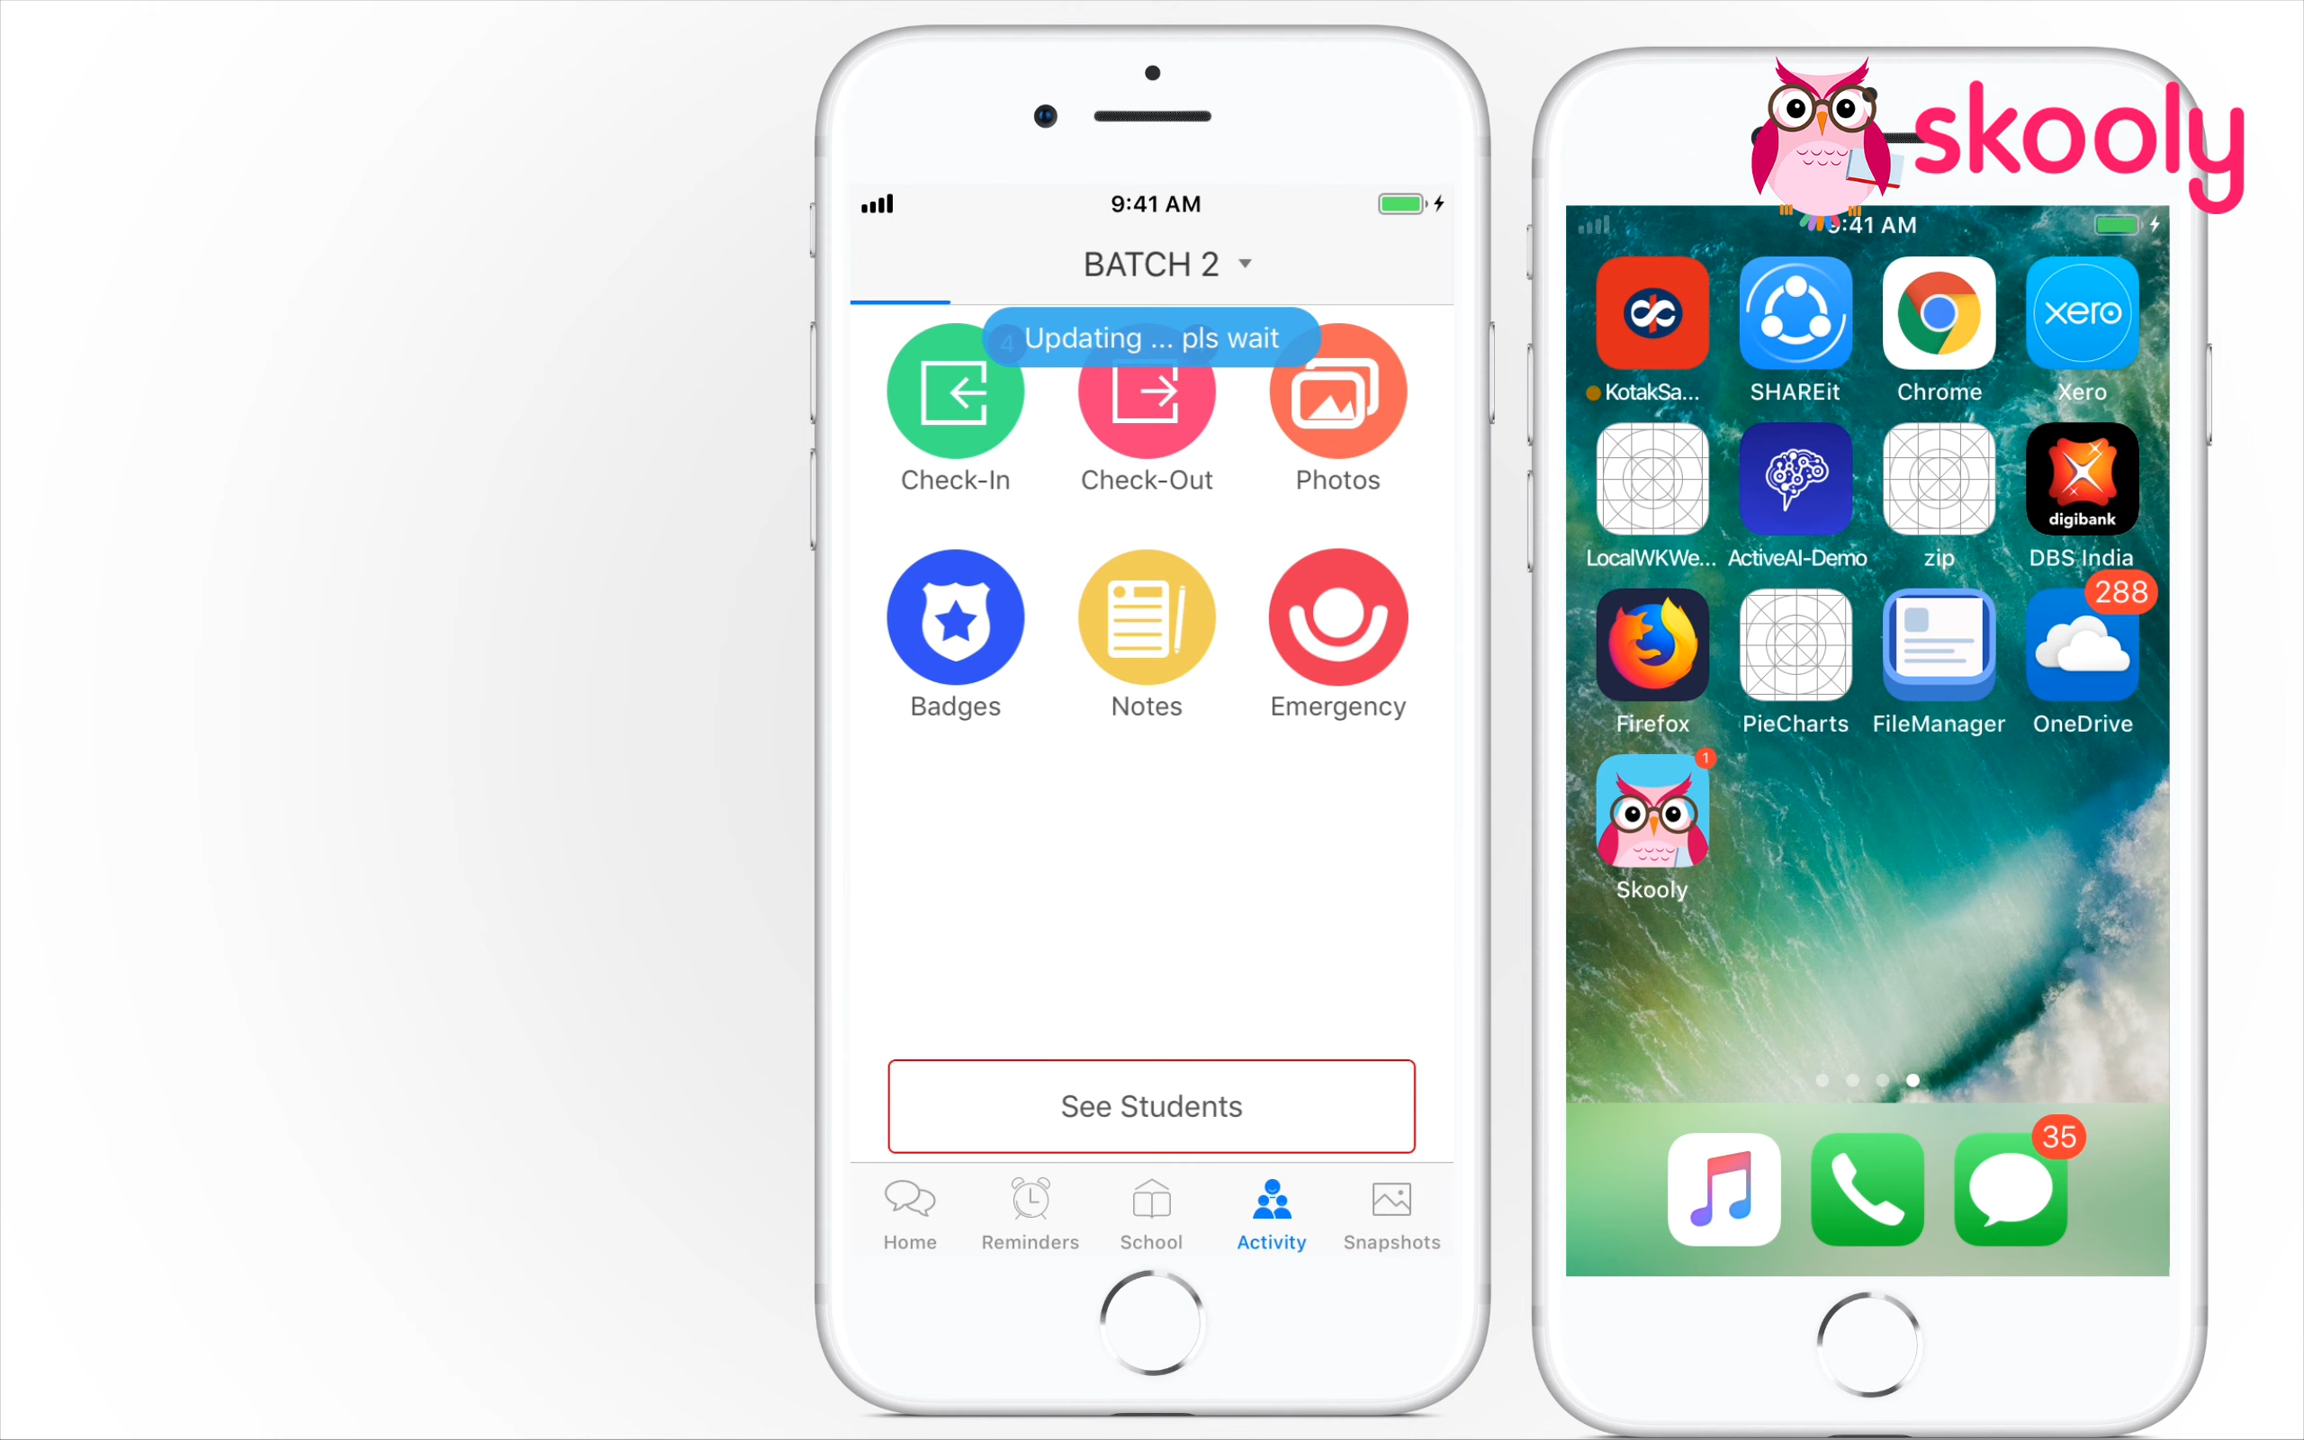 9:41 AM
BATCH 2
Updating ... pls wait
4
Check-In
Check-Out
Photos
Badges
Notes
Emergency
See Students
Home
Reminders
School
Activity
Snapshots
skooly
9:41 AM
xero
KotakSa...
SHAREit
Chrome
Xero
digibank
LocalWKWe...
ActiveAI-Demo
zip
DBS India
288
Firefox
PieCharts
FileManager
OneDrive
1
Skooly
35